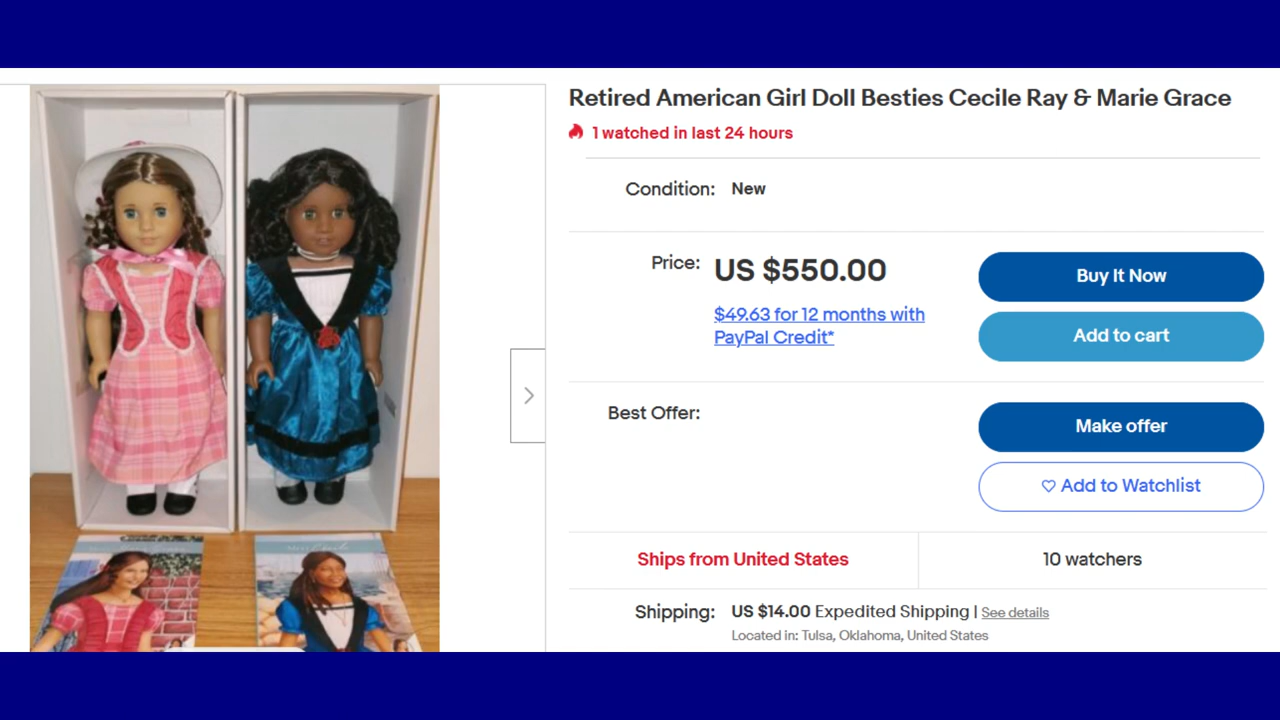 Retired American Girl Doll Besties Cecile Ray & Marie Grace
1 watched in last 24 hours
Condition: New
Price: US $550.00
Buy It Now
$49.63 for 12 months with
PayPal Credit*
Add to cart
Best Offer:
Make offer
Add to Watchlist
Ships from United States
10 watchers
Shipping: US $14.00 Expedited Shipping | See details
Located in: Tulsa, Oklahoma, United States